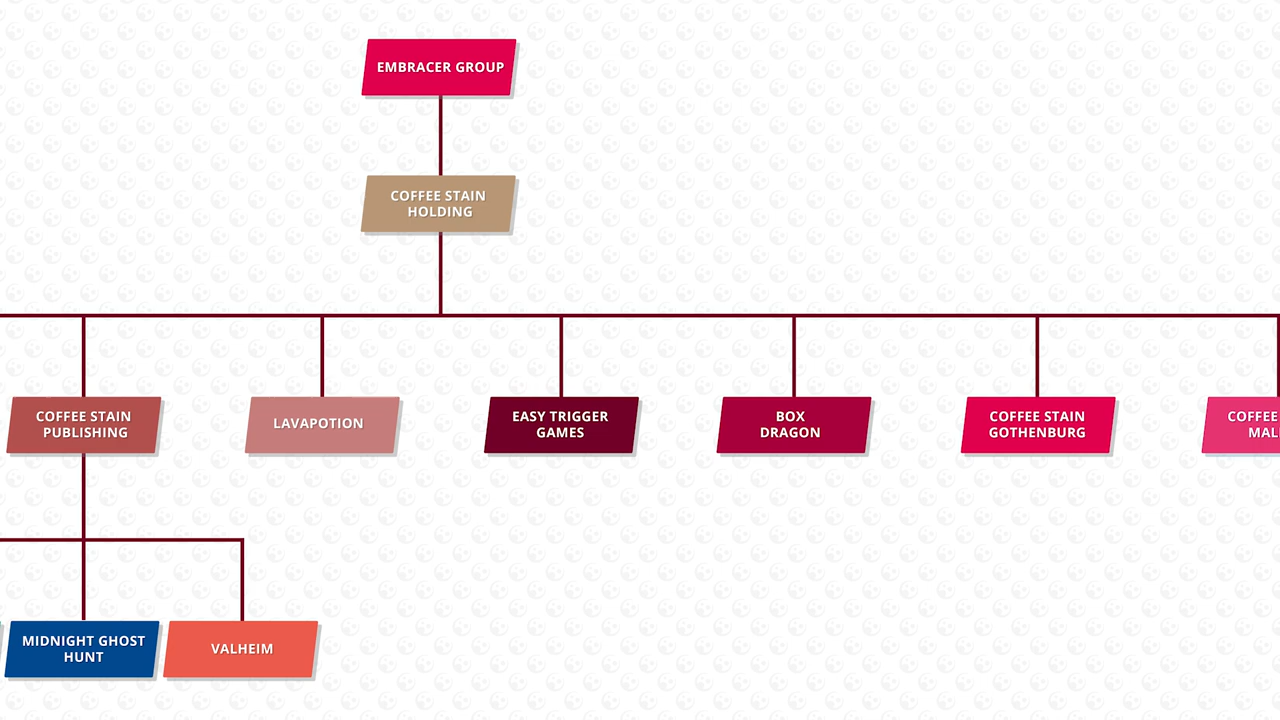 EMBRACER GROUP
COFFEE STAIN
HOLDING
COFFEE STAIN
PUBLISHING
LAVAPOTION
EASY TRIGGER
GAMES
BOX
DRAGON
COFFEE STAIN
GOTHENBURG
COFFEE
MIDNIGHT GHOST
HUNT
VALHEIM